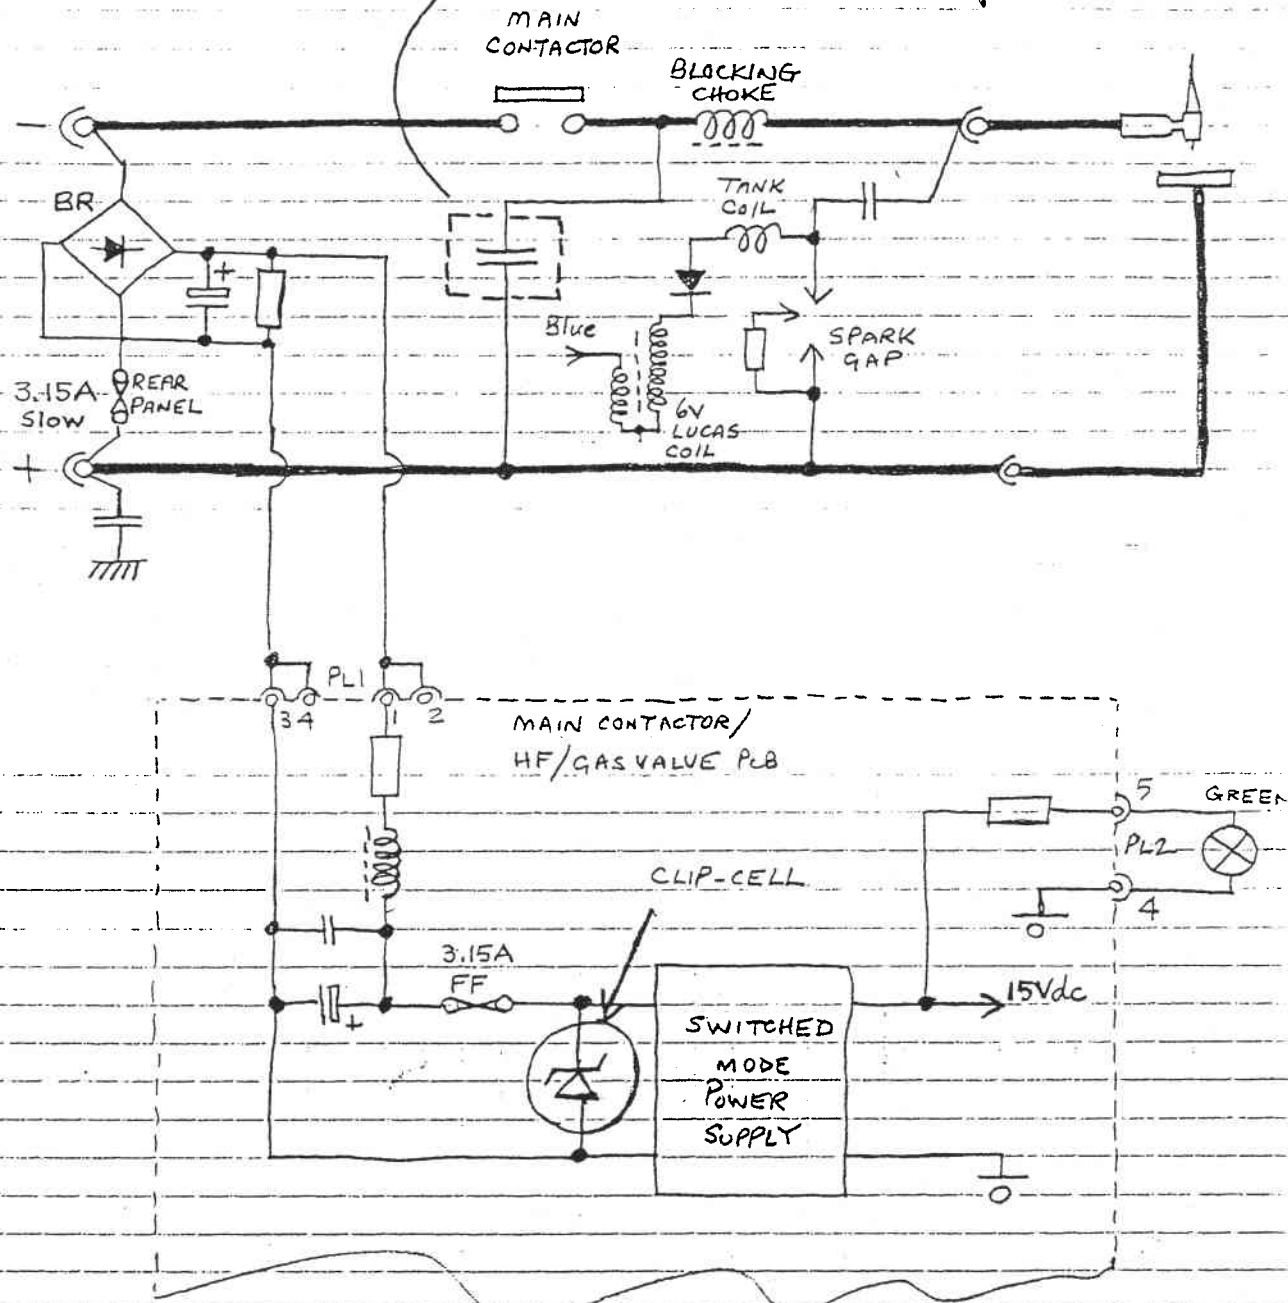 MAIN
CONTACTOR
BLOCKING
CHOKE
−
BR
TANK
COIL
+
Blue
SPARK
GAP
3.15A
Slow
REAR
PANEL
6V
LUCAS
COIL
+
PL1
3 4 1 2
MAIN CONTACTOR/
HF/GAS VALVE PCB
5
GREEN
PL2
4
CLIP-CELL
3.15A
FF
+
15Vdc
SWITCHED
MODE
POWER
SUPPLY